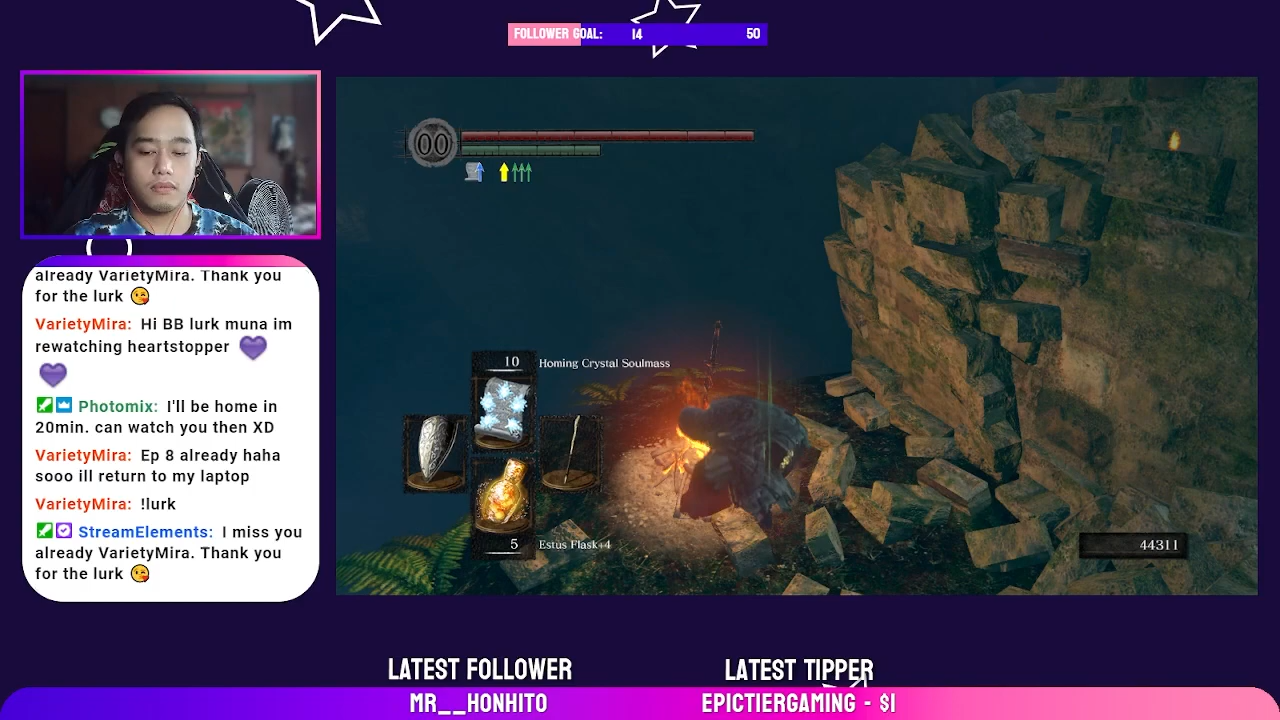 FOLLOWER GOAL: 14 50
already VarietyMira. Thank you
for the lurk 😘
VarietyMira: Hi BB lurk muna im
rewatching heartstopper 💜
💜
Photomix: I'll be home in
20min. can watch you then XD
VarietyMira: Ep 8 already haha
sooo ill return to my laptop
VarietyMira: !lurk
StreamElements: I miss you
already VarietyMira. Thank you
for the lurk 😘
00
10 Homing Crystal Soulmass
5 Estus Flask+4
44311
LATEST FOLLOWER
MR__HONHITO
LATEST TIPPER
EPICTIERGAMING - $1